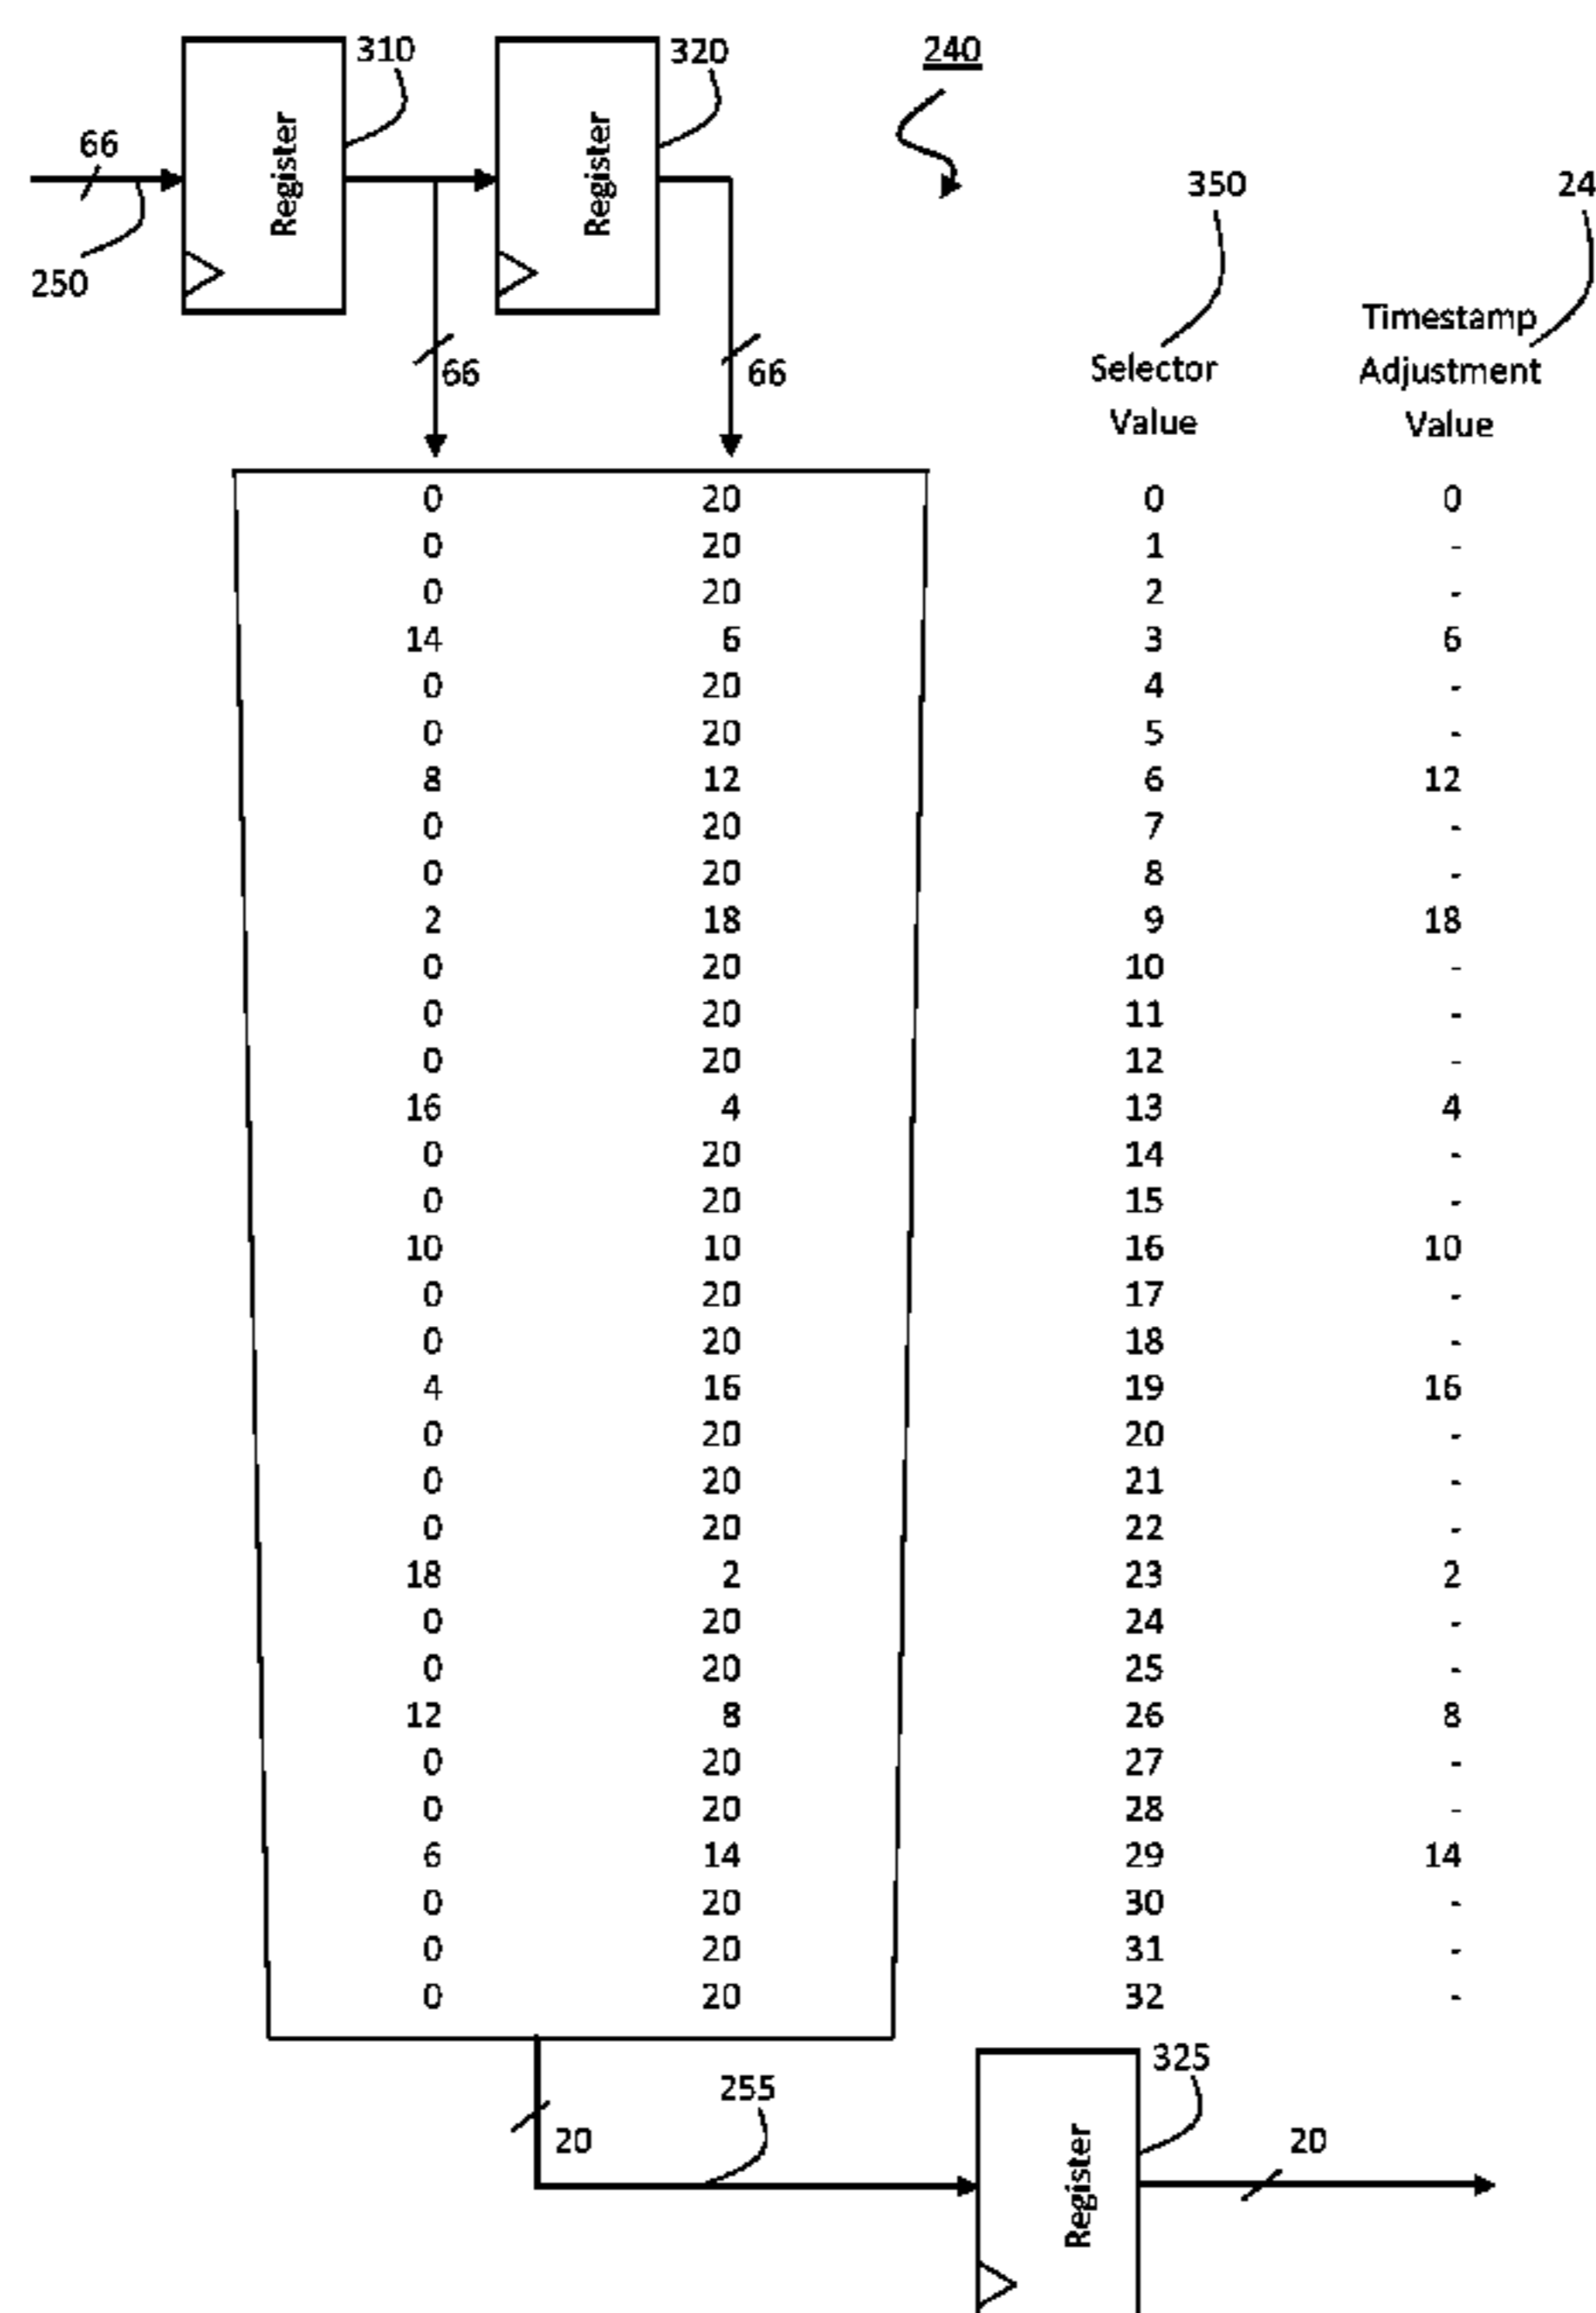 310
320
240
66
Register
Register
350
24
250
Timestamp
Adjustment
Value
Selector
Value
66
66
0 20 0 0
0 20 1 -
0 20 2 -
14 6 3 6
0 20 4 -
0 20 5 -
8 12 6 12
0 20 7 -
0 20 8 -
2 18 9 18
0 20 10 -
0 20 11 -
0 20 12 -
16 4 13 4
0 20 14 -
0 20 15 -
10 10 16 10
0 20 17 -
0 20 18 -
4 16 19 16
0 20 20 -
0 20 21 -
0 20 22 -
18 2 23 2
0 20 24 -
0 20 25 -
12 8 26 8
0 20 27 -
0 20 28 -
6 14 29 14
0 20 30 -
0 20 31 -
0 20 32 -
325
255
20
Register
20